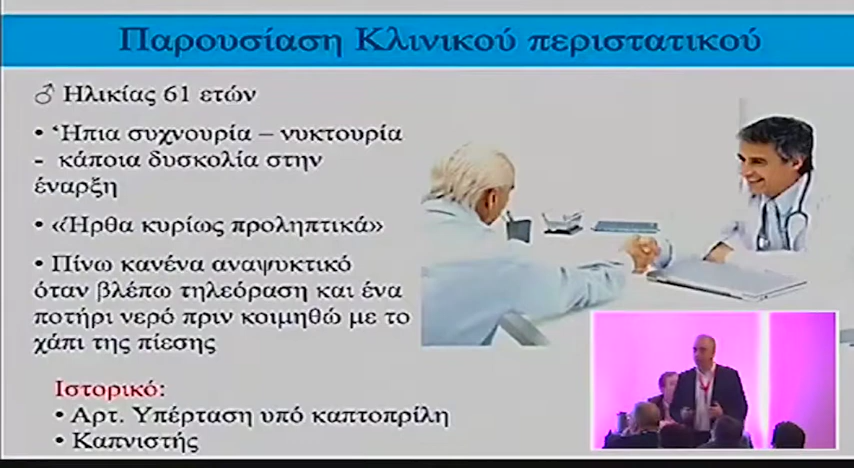 Παρουσίαση Κλινικού περιστατικού
♂ Ηλικίας 61 ετών
• Ήπια συχνουρία – νυκτουρία
- κάποια δυσκολία στην
έναρξη
• «Ήρθα κυρίως προληπτικά»
• Πίνω κανένα αναψυκτικό
όταν βλέπω τηλεόραση και ένα
ποτήρι νερό πριν κοιμηθώ με το
χάπι της πίεσης
Ιστορικό:
• Αρτ. Υπέρταση υπό καπτοπρίλη
• Καπνιστής